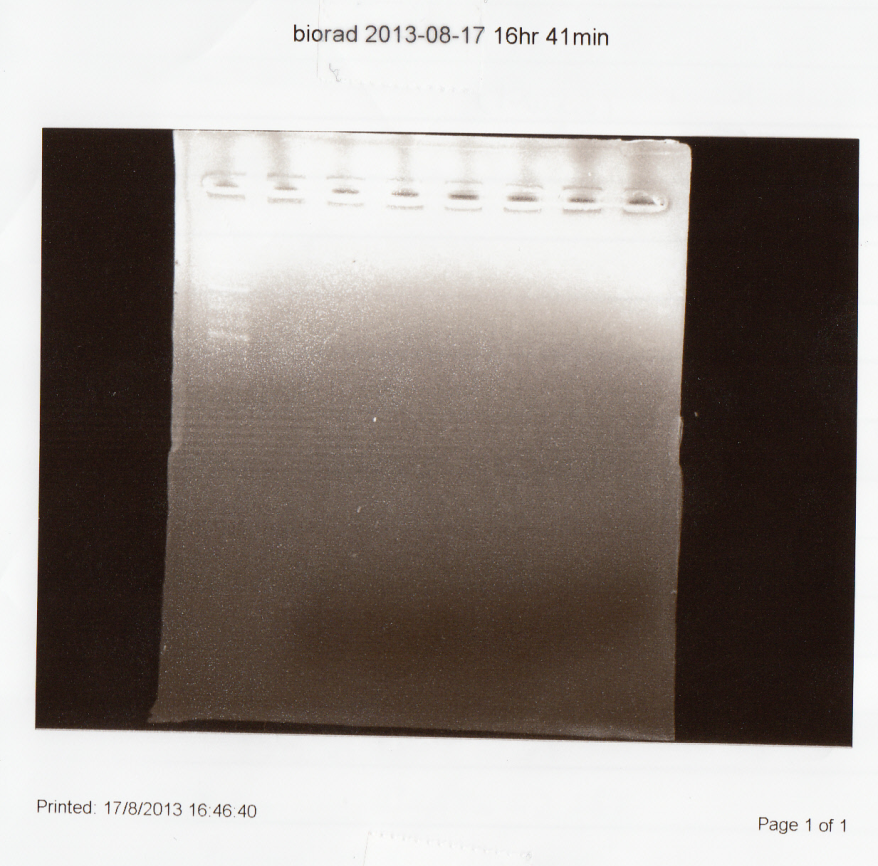 biorad 2013-08-17 16hr 41min
Printed: 17/8/2013 16:46:40
Page 1 of 1